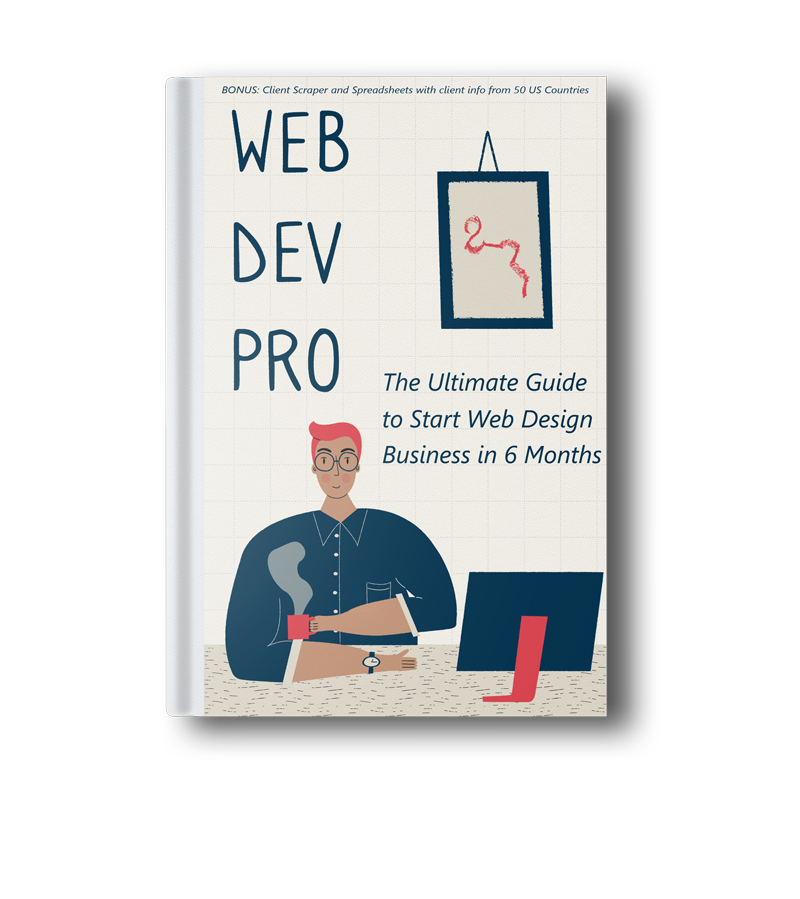 BONUS: Client Scraper and Spreadsheets with client info from 50 US Countries
WEB
DEV
PRO
The Ultimate Guide
to Start Web Design
Business in 6 Months